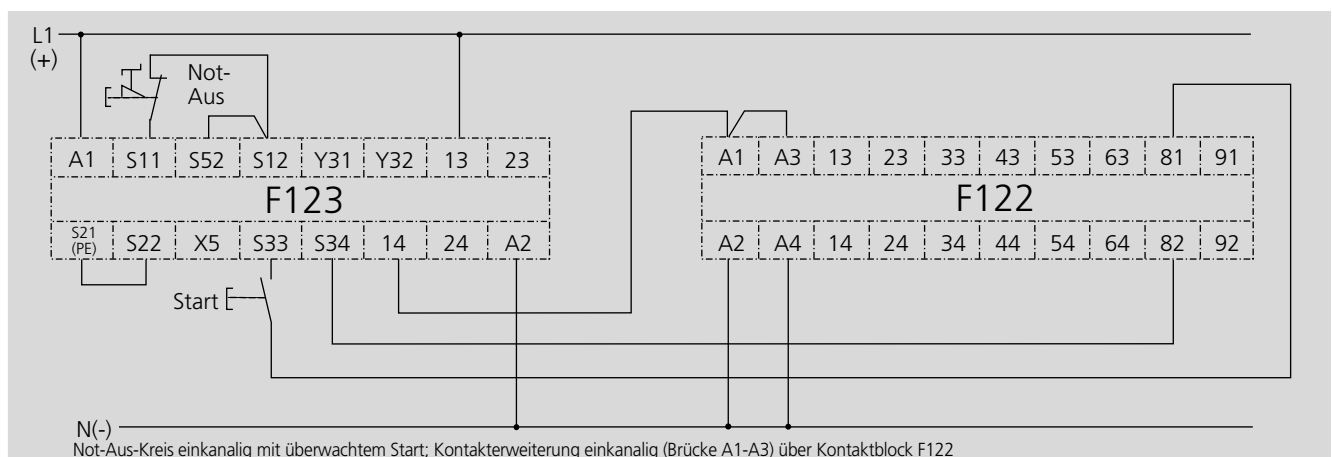 L1
(+)
Not-
Aus
A1 S11 S52 S12 Y31 Y32 13 23
F123
S21
(PE) S22 X5 S33 S34 14 24 A2
Start
A1 A3 13 23 33 43 53 63 81 91
F122
A2 A4 14 24 34 44 54 64 82 92
N(-)
Not-Aus-Kreis einkanalig mit überwachtem Start; Kontakterweiterung einkanalig (Brücke A1-A3) über Kontaktblock F122